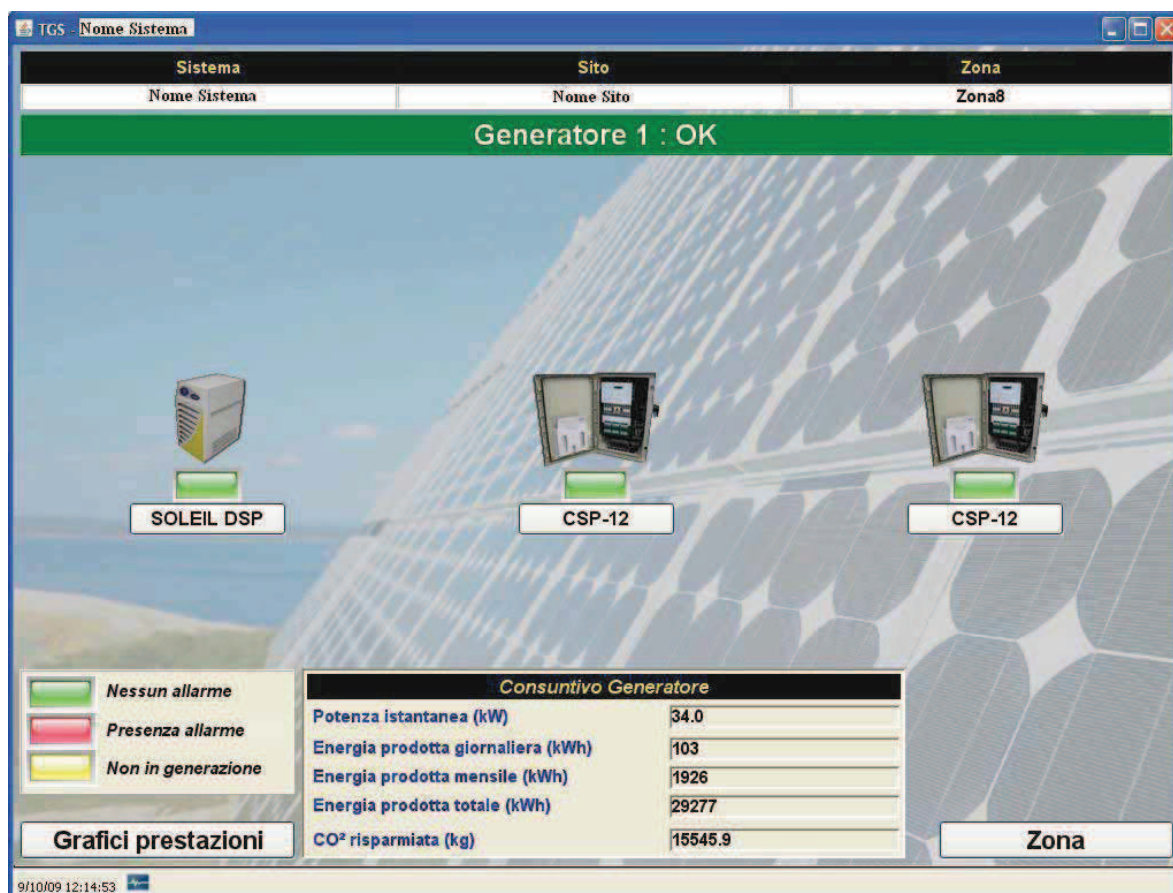 TGS - Nome Sistema
Sistema Sito Zona
Nome Sistema Nome Sito Zona8
Generatore 1 : OK
SOLEIL DSP CSP-12 CSP-12
Nessun allarme
Presenza allarme
Non in generazione
Consuntivo Generatore
Potenza istantanea (kW) 34.0
Energia prodotta giornaliera (kWh) 103
Energia prodotta mensile (kWh) 1926
Energia prodotta totale (kWh) 29277
CO² risparmiata (kg) 15545.9
Grafici prestazioni
Zona
9/10/09 12:14:53